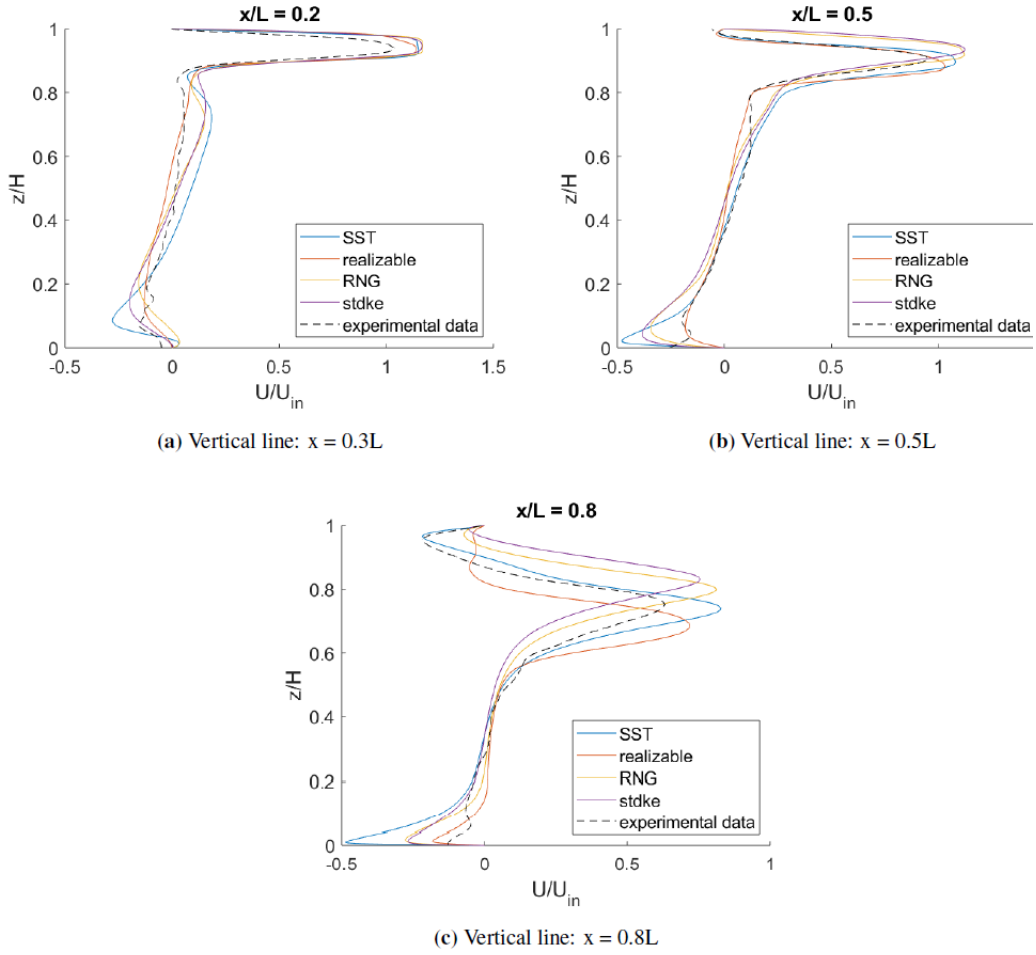 x/L = 0.2
1
0.8
0.6
0.4
0.2
0
z/H
SST
realizable
RNG
stdke
experimental data
-0.5
0
0.5
1
1.5
U/U_in
(a) Vertical line: x = 0.3L
x/L = 0.5
1
0.8
0.6
0.4
0.2
0
z/H
SST
realizable
RNG
stdke
experimental data
-0.5
0
0.5
1
U/U_in
(b) Vertical line: x = 0.5L
x/L = 0.8
1
0.8
0.6
0.4
0.2
0
z/H
SST
realizable
RNG
stdke
experimental data
-0.5
0
0.5
1
U/U_in
(c) Vertical line: x = 0.8L